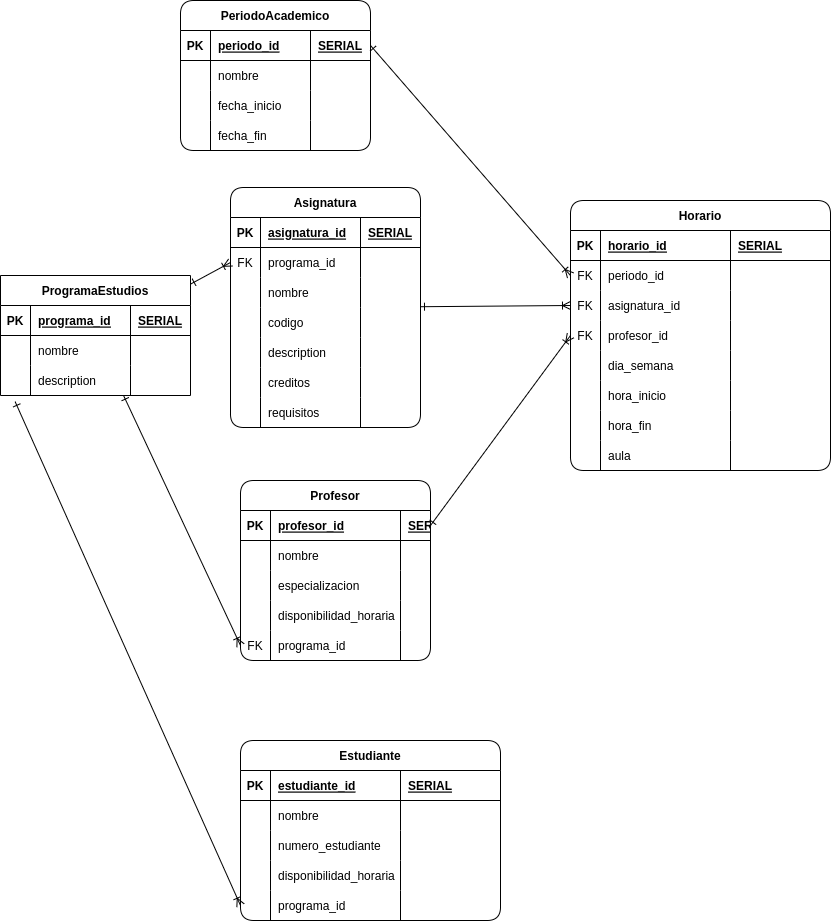 PeriodoAcademico
PK periodo_id SERIAL
nombre
fecha_inicio
fecha_fin
Asignatura
PK asignatura_id SERIAL
FK programa_id
nombre
codigo
description
creditos
requisitos
Horario
PK horario_id SERIAL
FK periodo_id
FK asignatura_id
FK profesor_id
dia_semana
hora_inicio
hora_fin
aula
ProgramaEstudios
PK programa_id SERIAL
nombre
description
Profesor
PK profesor_id SER
nombre
especializacion
disponibilidad_horaria
FK programa_id
Estudiante
PK estudiante_id SERIAL
nombre
numero_estudiante
disponibilidad_horaria
programa_id